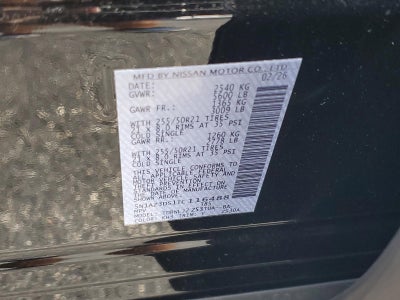 MFD BY NISSAN MOTOR CO., LTD.
DATE: 02/26
GVWR: 2540 KG
5600 LB
GAWR FR.: 1365 KG
3009 LB
WITH 255/50R21 TIRES
21 X 8.0 RIMS AT 35 PSI
COLD SINGLE
GAWR RR.: 1260 KG
2778 LB
WITH 255/50R21 TIRES
21 X 8.0 RIMS AT 35 PSI
COLD SINGLE
THIS VEHICLE CONFORMS
TO ALL APPLICABLE FEDERAL
MOTOR VEHICLE SAFETY AND
THEFT PREVENTION
STANDARDS IN EFFECT ON
THE DATE OF MANUFACTURE
SHOWN ABOVE.
116488
MPV
COLOR: KH3 TRIM: